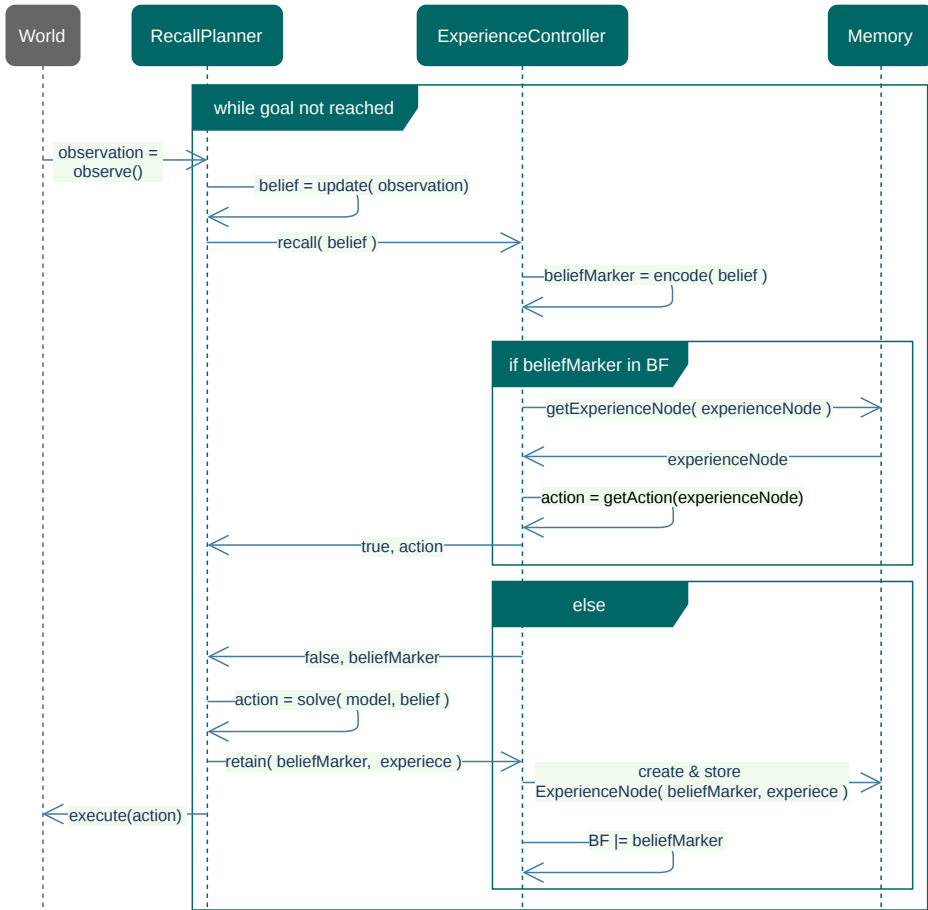 World
RecallPlanner
ExperienceController
Memory
while goal not reached
observation =
observe()
belief = update( observation)
recall( belief )
beliefMarker = encode( belief )
if beliefMarker in BF
getExperienceNode( experienceNode )
experienceNode
action = getAction(experienceNode)
true, action
else
false, beliefMarker
action = solve( model, belief )
retain( beliefMarker,  experiece )
create & store
ExperienceNode( beliefMarker, experiece )
execute(action)
BF |= beliefMarker